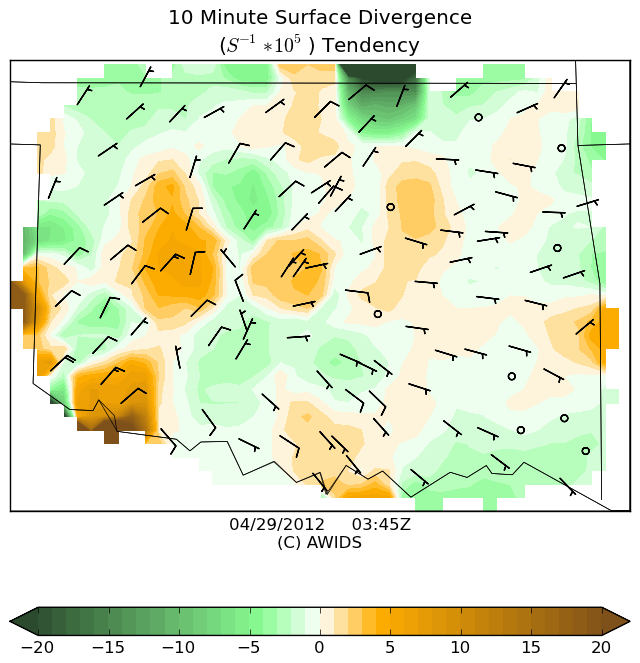 10 Minute Surface Divergence
(S⁻¹ * 10⁵ ) Tendency
04/29/2012 03:45Z
(C) AWIDS
−20 −15 −10 −5 0 5 10 15 20